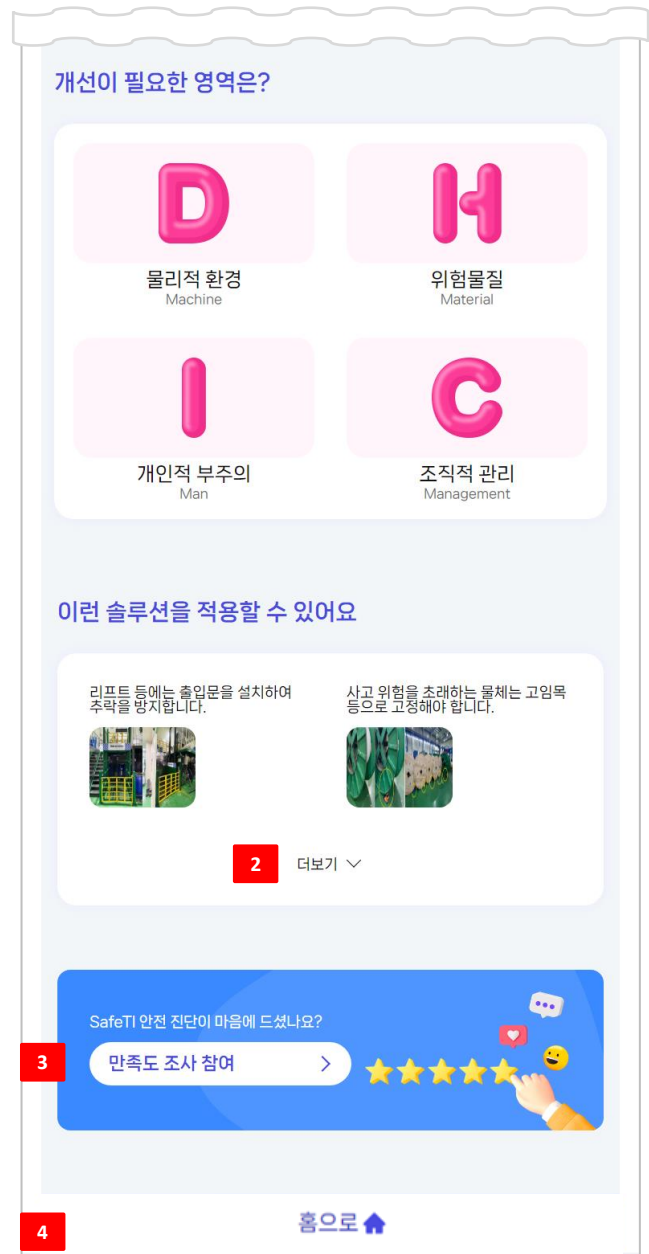 개선이 필요한 영역은?
D
H
물리적 환경
Machine
위험물질
Material
I
C
개인적 부주의
Man
조직적 관리
Management
이런 솔루션을 적용할 수 있어요
리프트 등에는 출입문을 설치하여
추락을 방지합니다.
사고 위험을 초래하는 물체는 고임목
등으로 고정해야 합니다.
2
더보기
SafeTI 안전 진단이 마음에 드셨나요?
3
만족도 조사 참여
4
홈으로